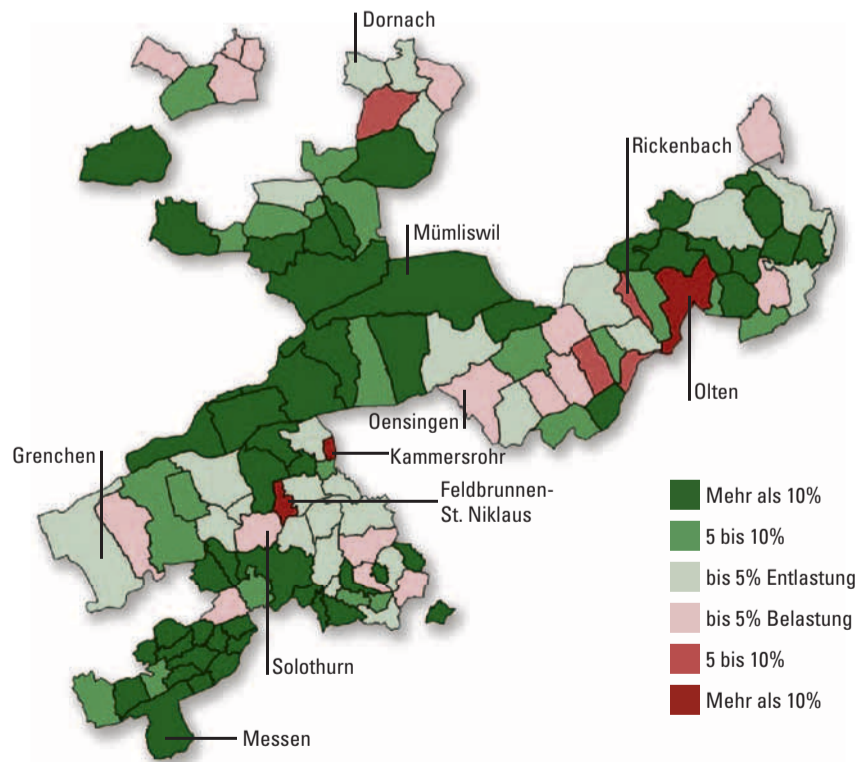 Dornach
Rickenbach
Mümliswil
Olten
Oensingen
Grenchen
Kammersrohr
Feldbrunnen-
St. Niklaus
Solothurn
Messen
Mehr als 10%
5 bis 10%
bis 5% Entlastung
bis 5% Belastung
5 bis 10%
Mehr als 10%